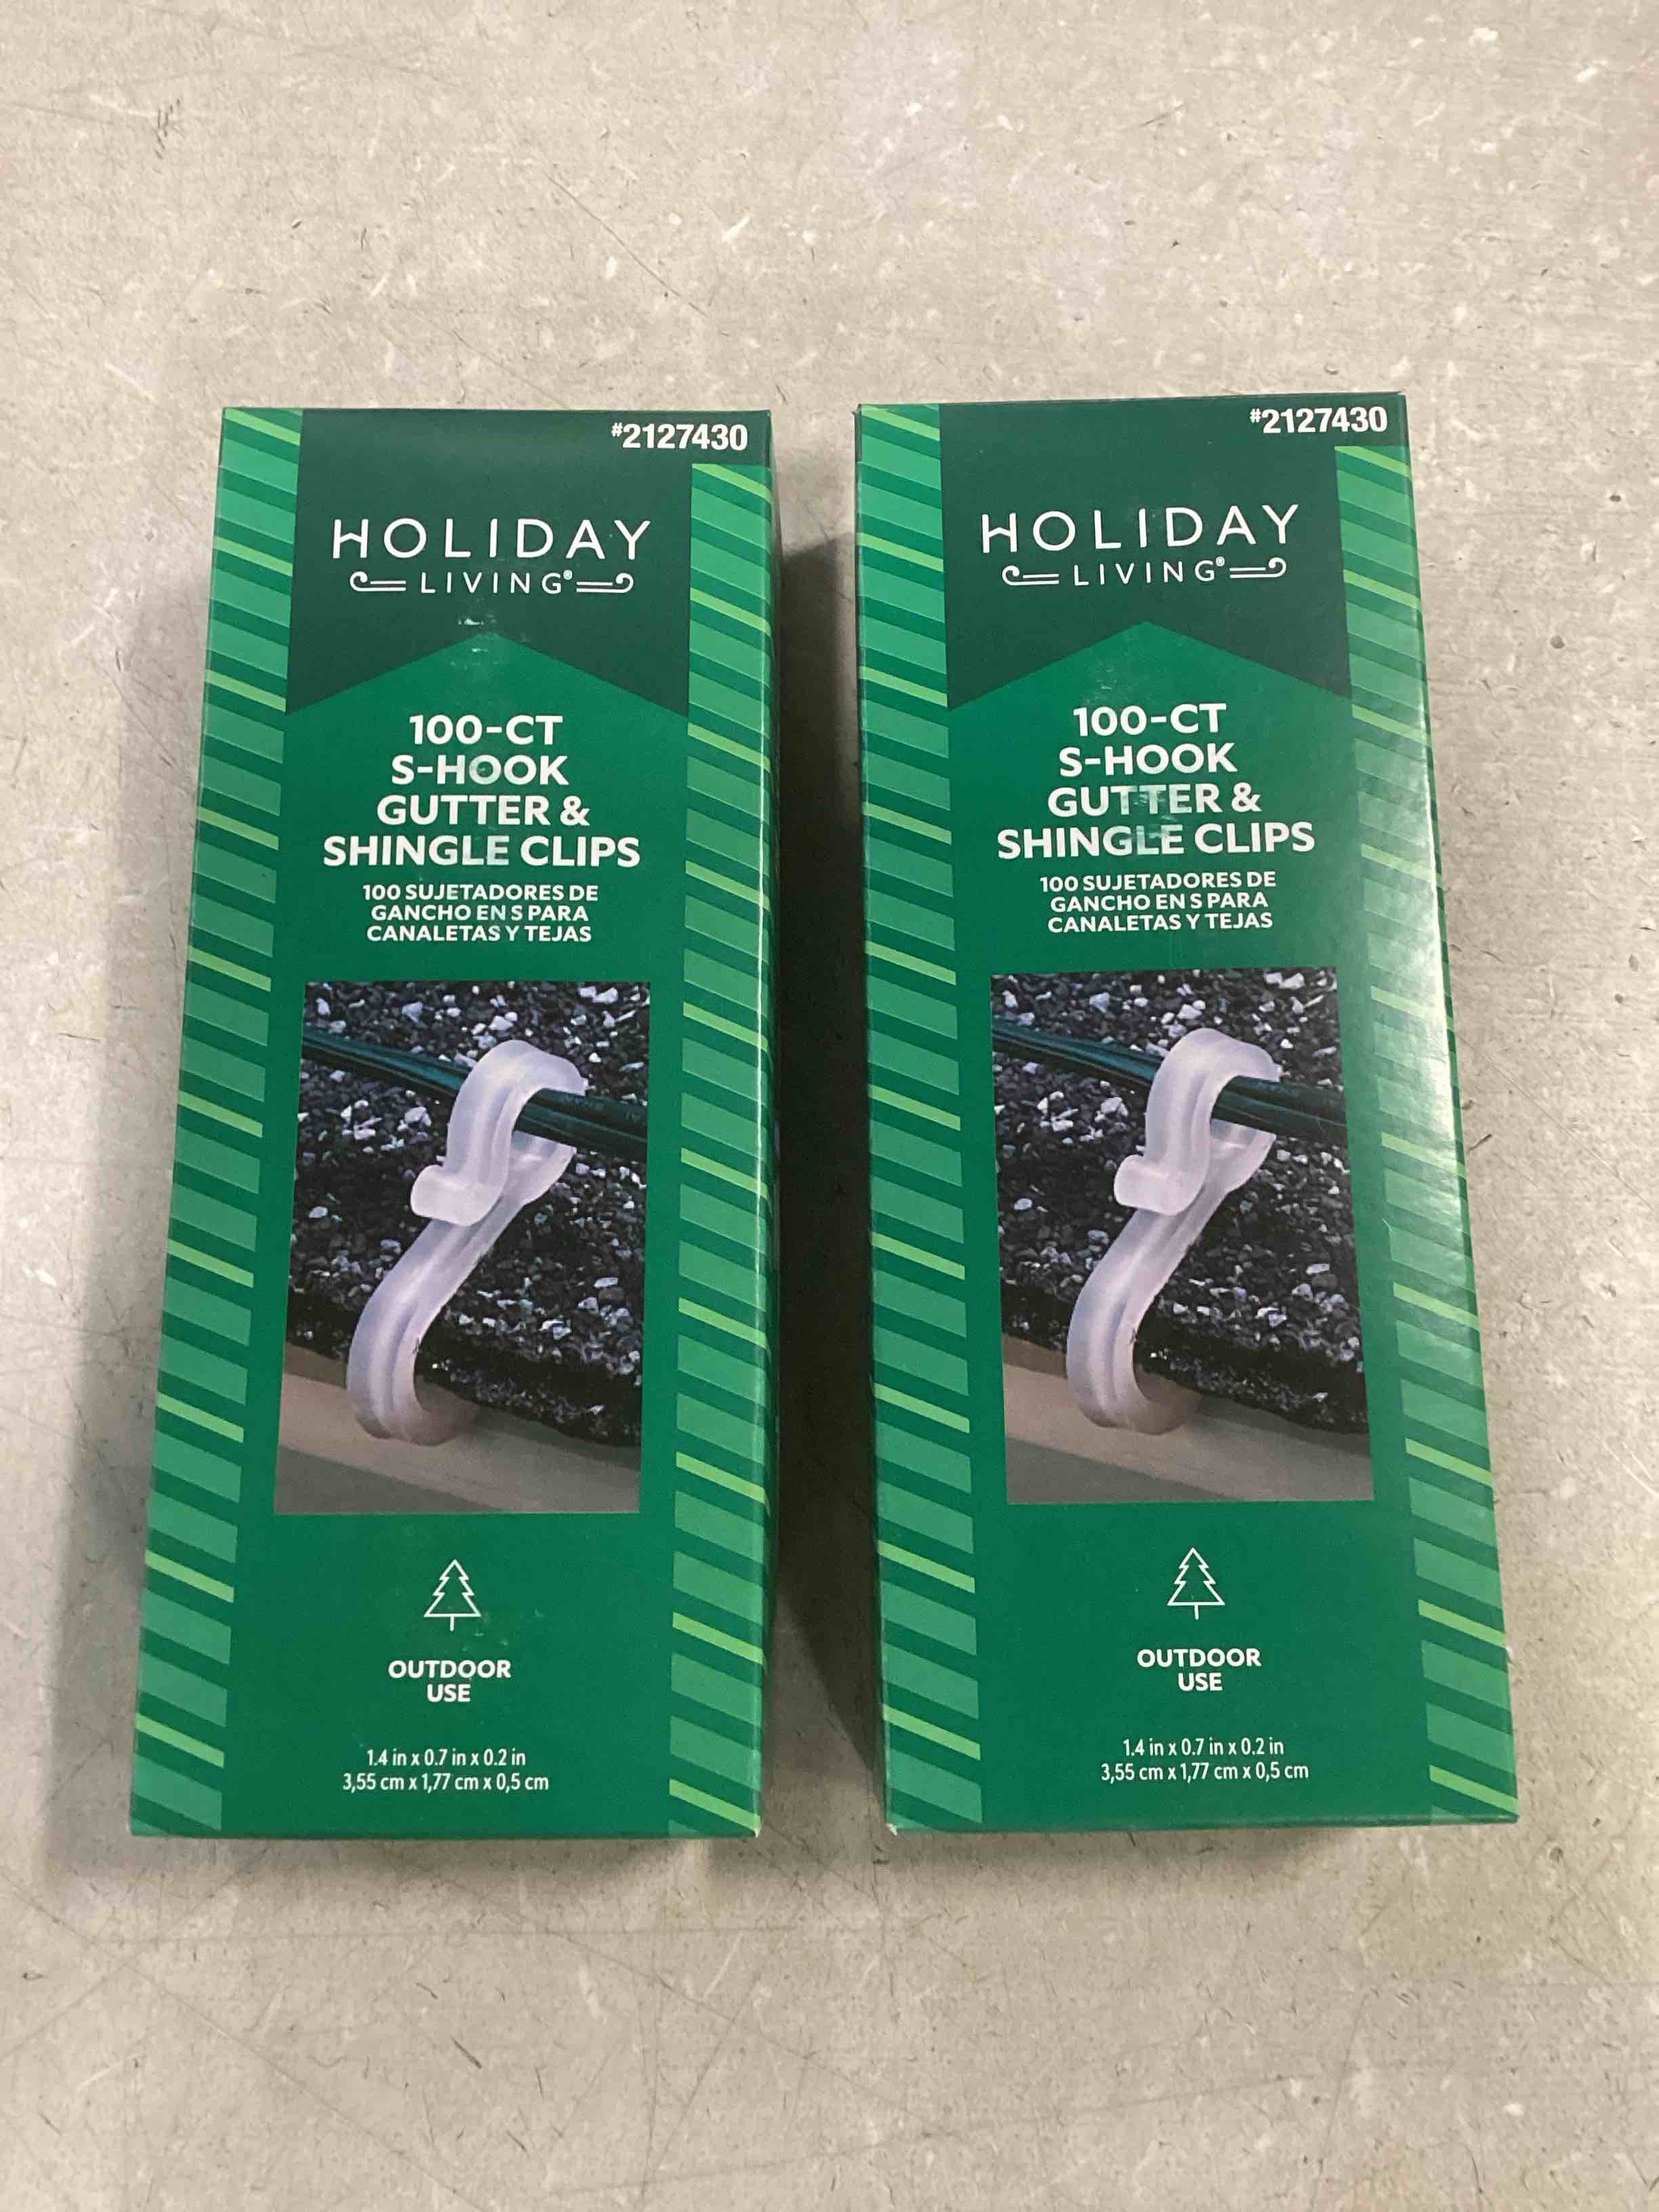 #2127430
HOLIDAY
LIVING®
100-CT
S-HOOK
GUTTER &
SHINGLE CLIPS
100 SUJETADORES DE
GANCHO EN S PARA
CANALETAS Y TEJAS
OUTDOOR
USE
1.4 in x 0.7 in x 0.2 in
3,55 cm x 1,77 cm x 0,5 cm
#2127430
HOLIDAY
LIVING®
100-CT
S-HOOK
GUTTER &
SHINGLE CLIPS
100 SUJETADORES DE
GANCHO EN S PARA
CANALETAS Y TEJAS
OUTDOOR
USE
1.4 in x 0.7 in x 0.2 in
3,55 cm x 1,77 cm x 0,5 cm